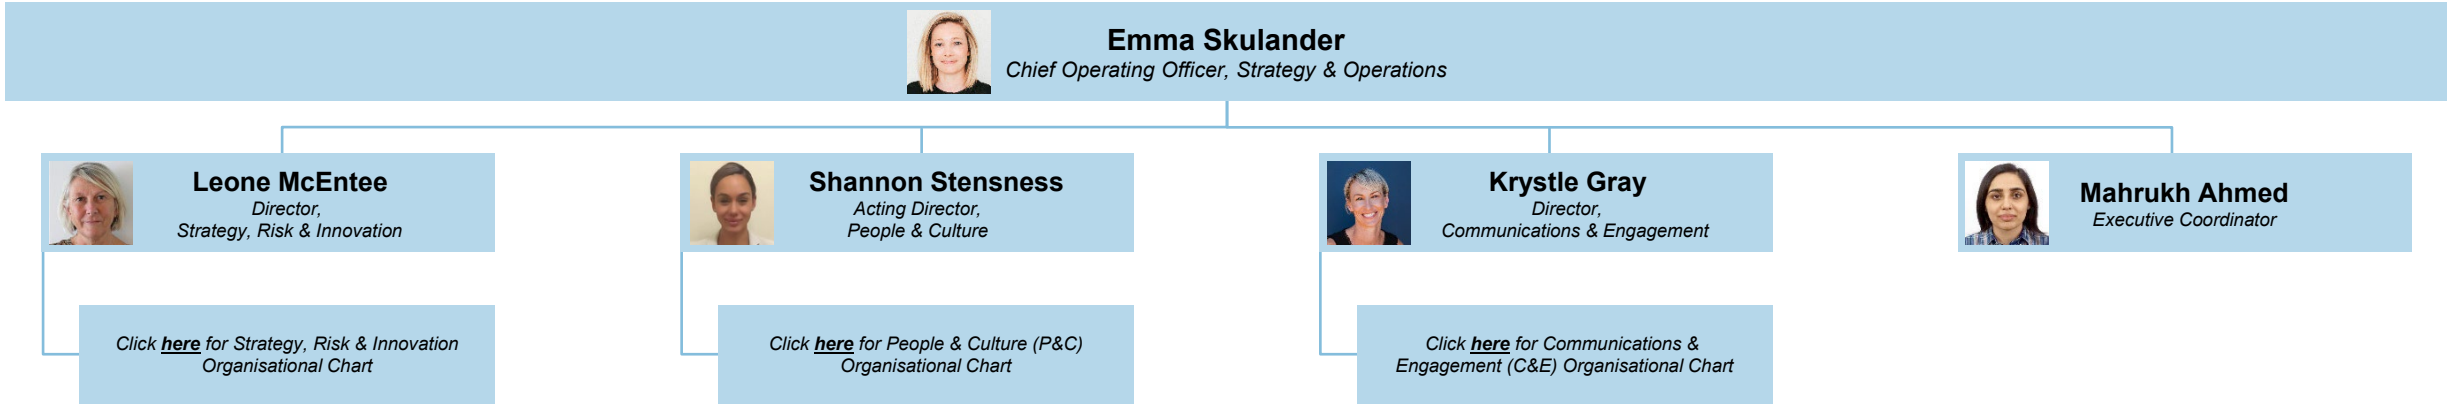 Emma Skulander
Chief Operating Officer, Strategy & Operations
Leone McEntee
Director,
Strategy, Risk & Innovation
Shannon Stensness
Acting Director,
People & Culture
Krystle Gray
Director,
Communications & Engagement
Mahrukh Ahmed
Executive Coordinator
Click here for Strategy, Risk & Innovation
Organisational Chart
Click here for People & Culture (P&C)
Organisational Chart
Click here for Communications &
Engagement (C&E) Organisational Chart